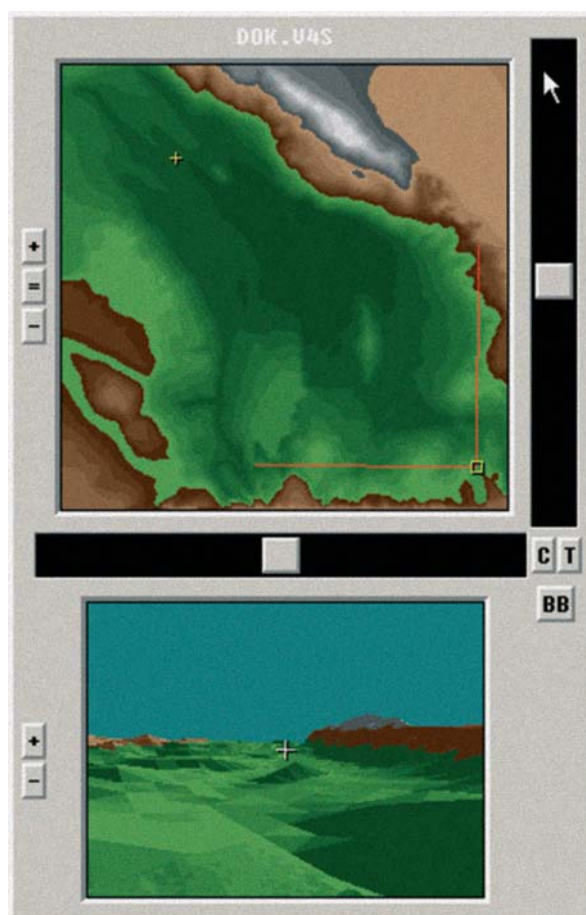 DOK.V4S
+
=
-
C T
BB
+
-